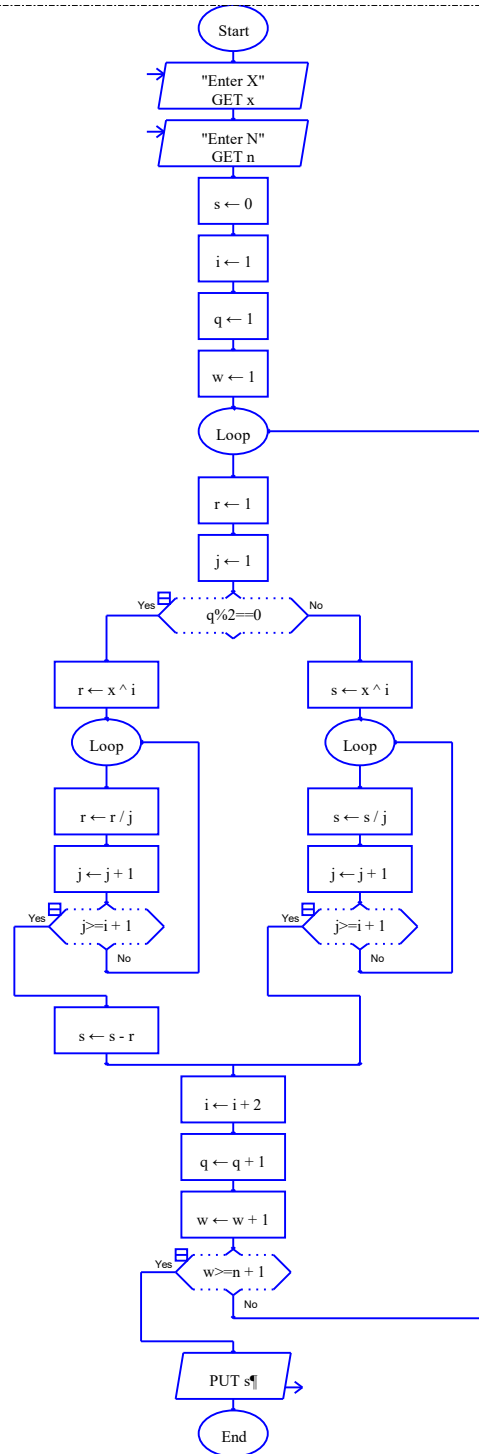 Start
"Enter X"
GET x
"Enter N"
GET n
s ← 0
i ← 1
q ← 1
w ← 1
Loop
r ← 1
j ← 1
Yes
q%2==0
No
r ← x ^ i
s ← x ^ i
Loop
Loop
r ← r / j
s ← s / j
j ← j + 1
j ← j + 1
Yes
j>=i + 1
No
Yes
j>=i + 1
No
s ← s - r
i ← i + 2
q ← q + 1
w ← w + 1
Yes
w>=n + 1
No
PUT s¶
End